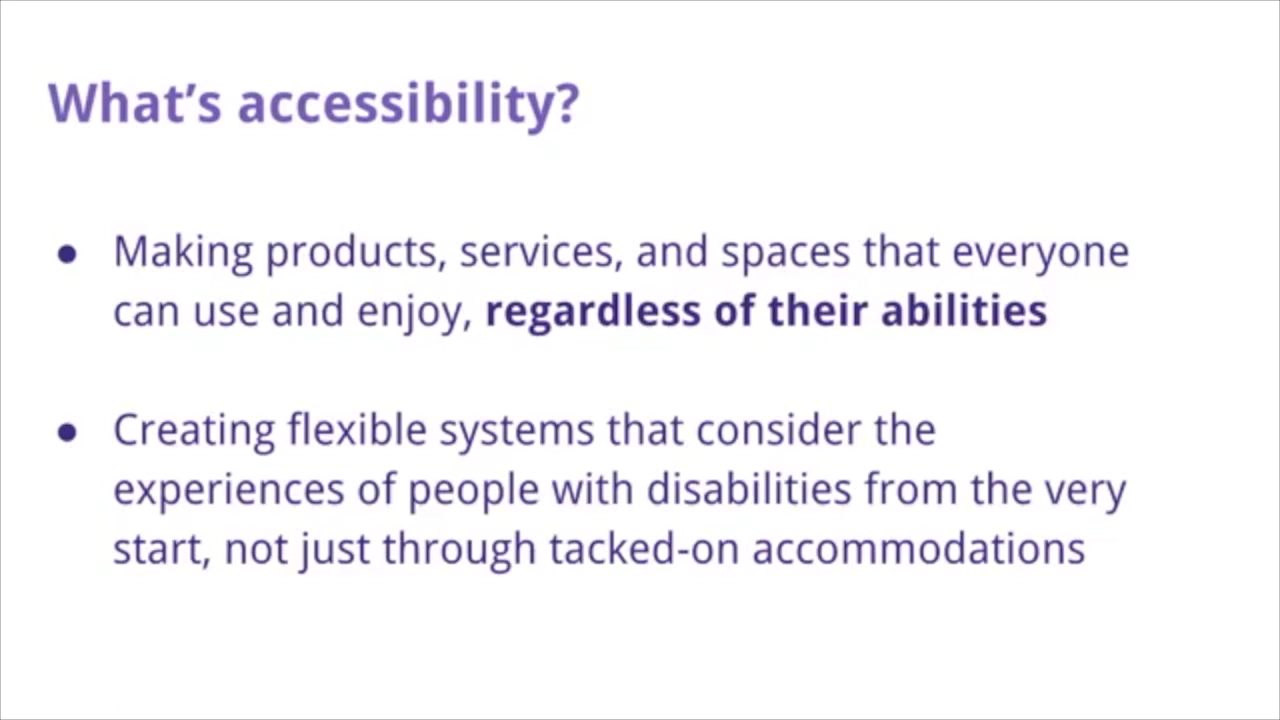 What’s accessibility?
● Making products, services, and spaces that everyone
can use and enjoy, regardless of their abilities
● Creating flexible systems that consider the
experiences of people with disabilities from the very
start, not just through tacked-on accommodations